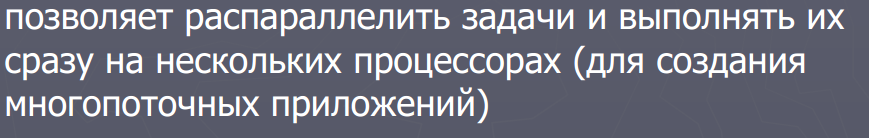 позволяет распараллелить задачи и выполнять их
сразу на нескольких процессорах (для создания
многопоточных приложений)